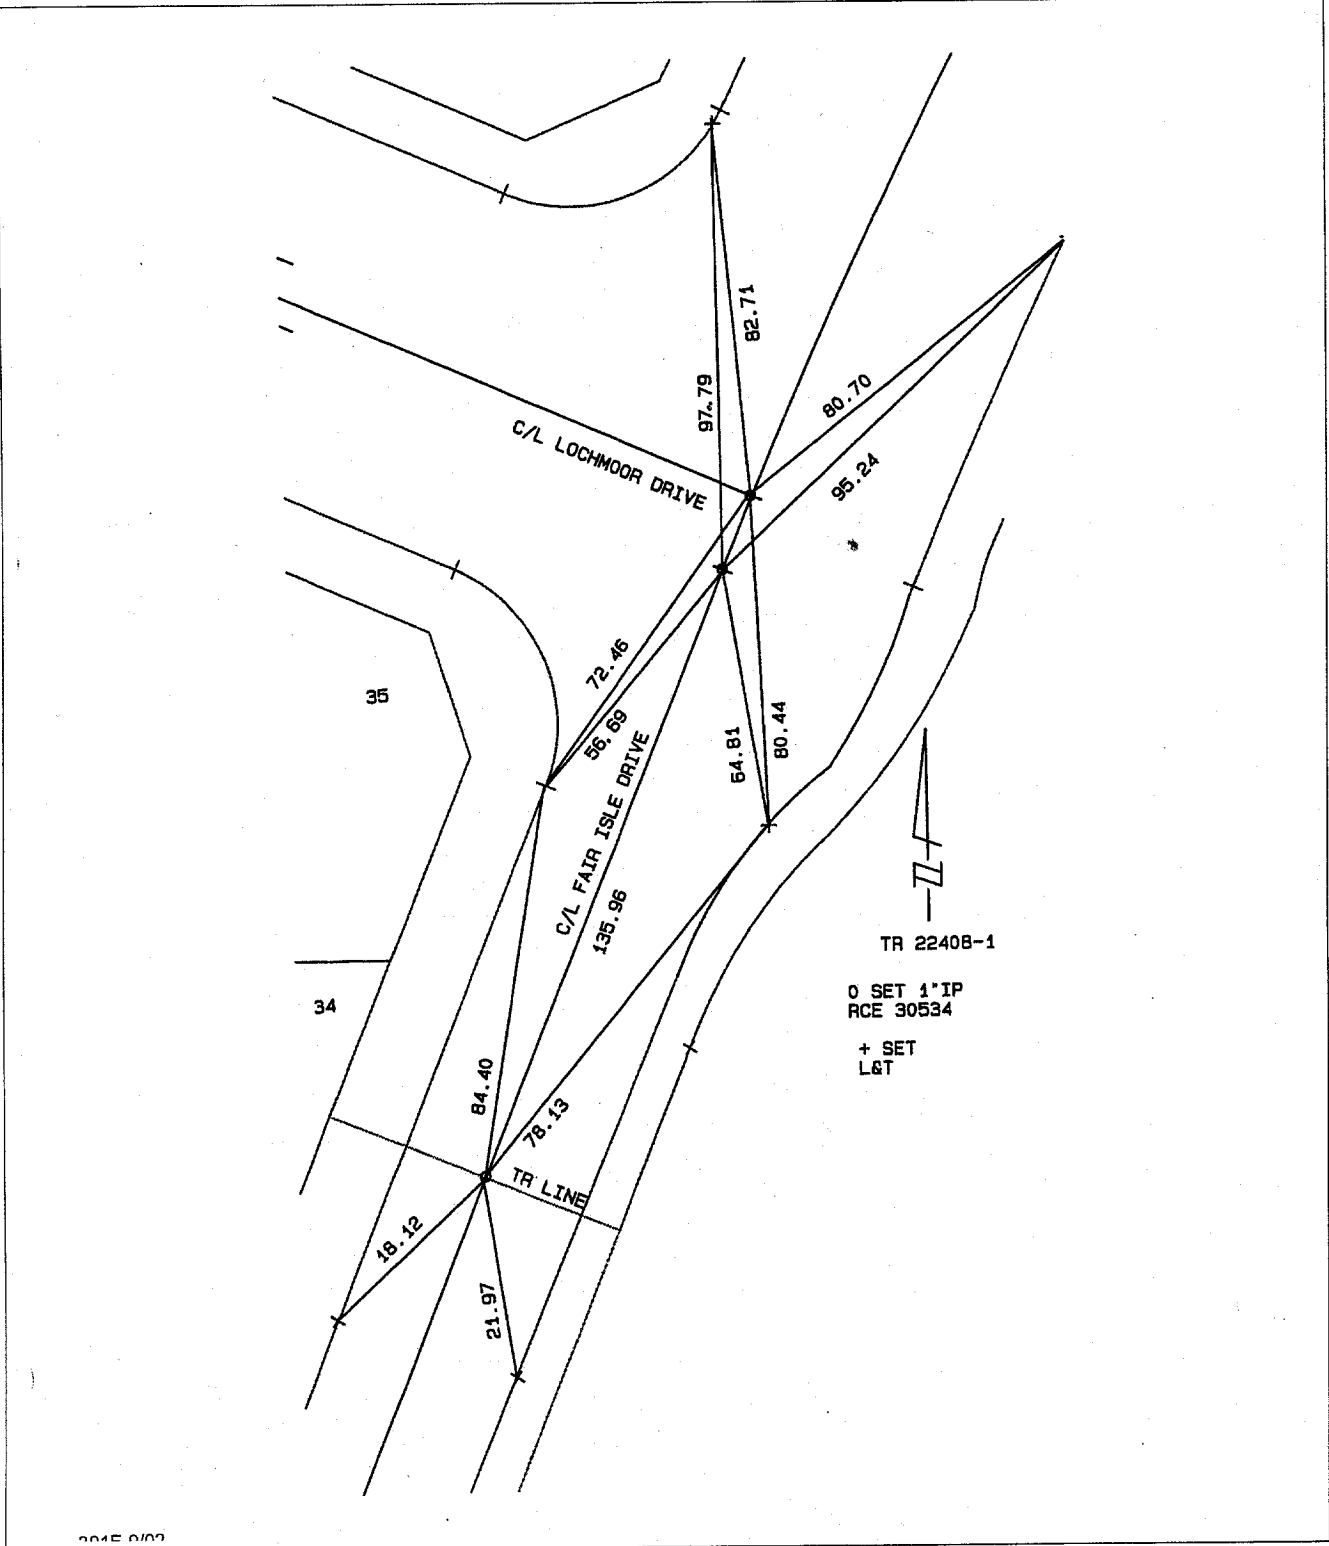 82.71
97.79
80.70
C/L LOCHMOOR DRIVE
95.24
72.46
35
56.69
64.81
80.44
C/L FAIR ISLE DRIVE
135.96
TR 22408-1
O SET 1"IP
RCE 30534
34
+ SET
L&T
84.40
78.13
TR LINE
18.12
21.97